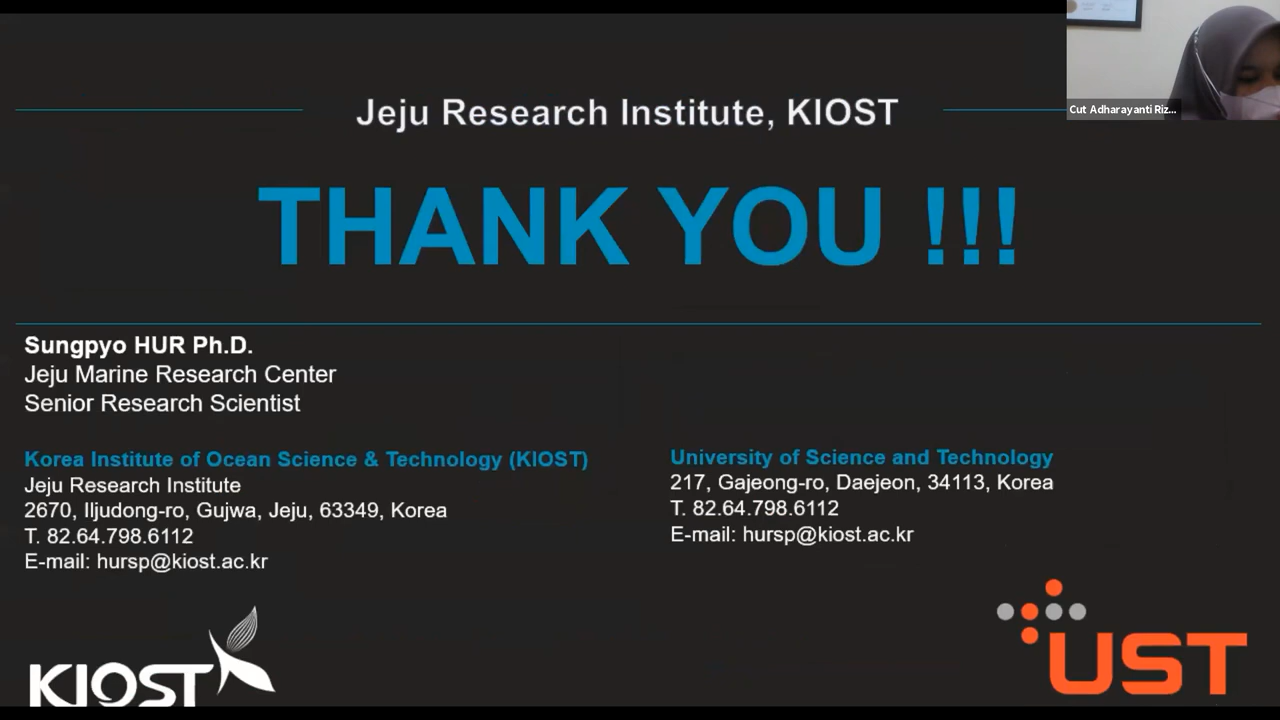 Jeju Research Institute, KIOST
Cut Adharayanti Riz...
THANK YOU !!!
Sungpyo HUR Ph.D.
Jeju Marine Research Center
Senior Research Scientist
Korea Institute of Ocean Science & Technology (KIOST)
Jeju Research Institute
2670, Iljudong-ro, Gujwa, Jeju, 63349, Korea
T. 82.64.798.6112
E-mail: hursp@kiost.ac.kr
University of Science and Technology
217, Gajeong-ro, Daejeon, 34113, Korea
T. 82.64.798.6112
E-mail: hursp@kiost.ac.kr
KIOST
UST